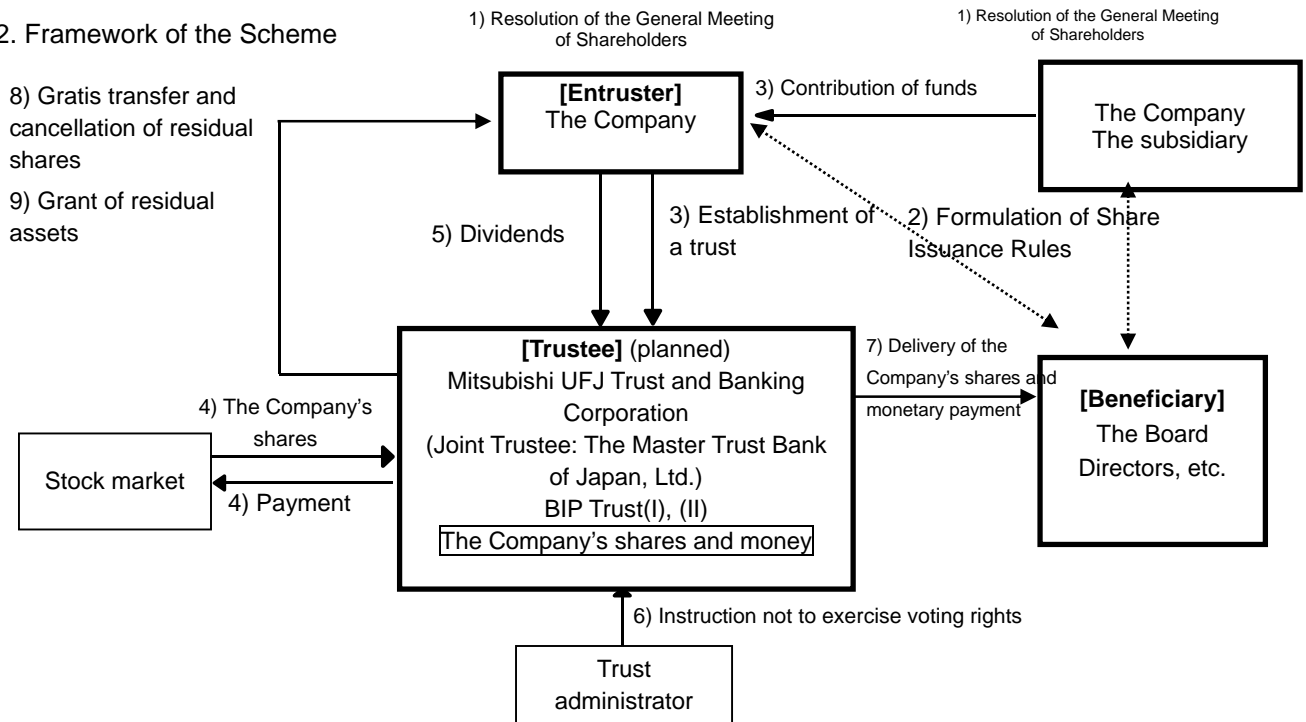 2. Framework of the Scheme
1) Resolution of the General Meeting
of Shareholders
1) Resolution of the General Meeting
of Shareholders
8) Gratis transfer and
cancellation of residual
shares
9) Grant of residual
assets
[Entruster]
The Company
3) Contribution of funds
The Company
The subsidiary
5) Dividends
3) Establishment of
a trust
2) Formulation of Share
Issuance Rules
[Trustee] (planned)
Mitsubishi UFJ Trust and Banking
Corporation
(Joint Trustee: The Master Trust Bank
of Japan, Ltd.)
BIP Trust(I), (II)
The Company's shares and money
7) Delivery of the
Company's shares and
monetary payment
[Beneficiary]
The Board
Directors, etc.
4) The Company's
shares
Stock market
4) Payment
6) Instruction not to exercise voting rights
Trust
administrator